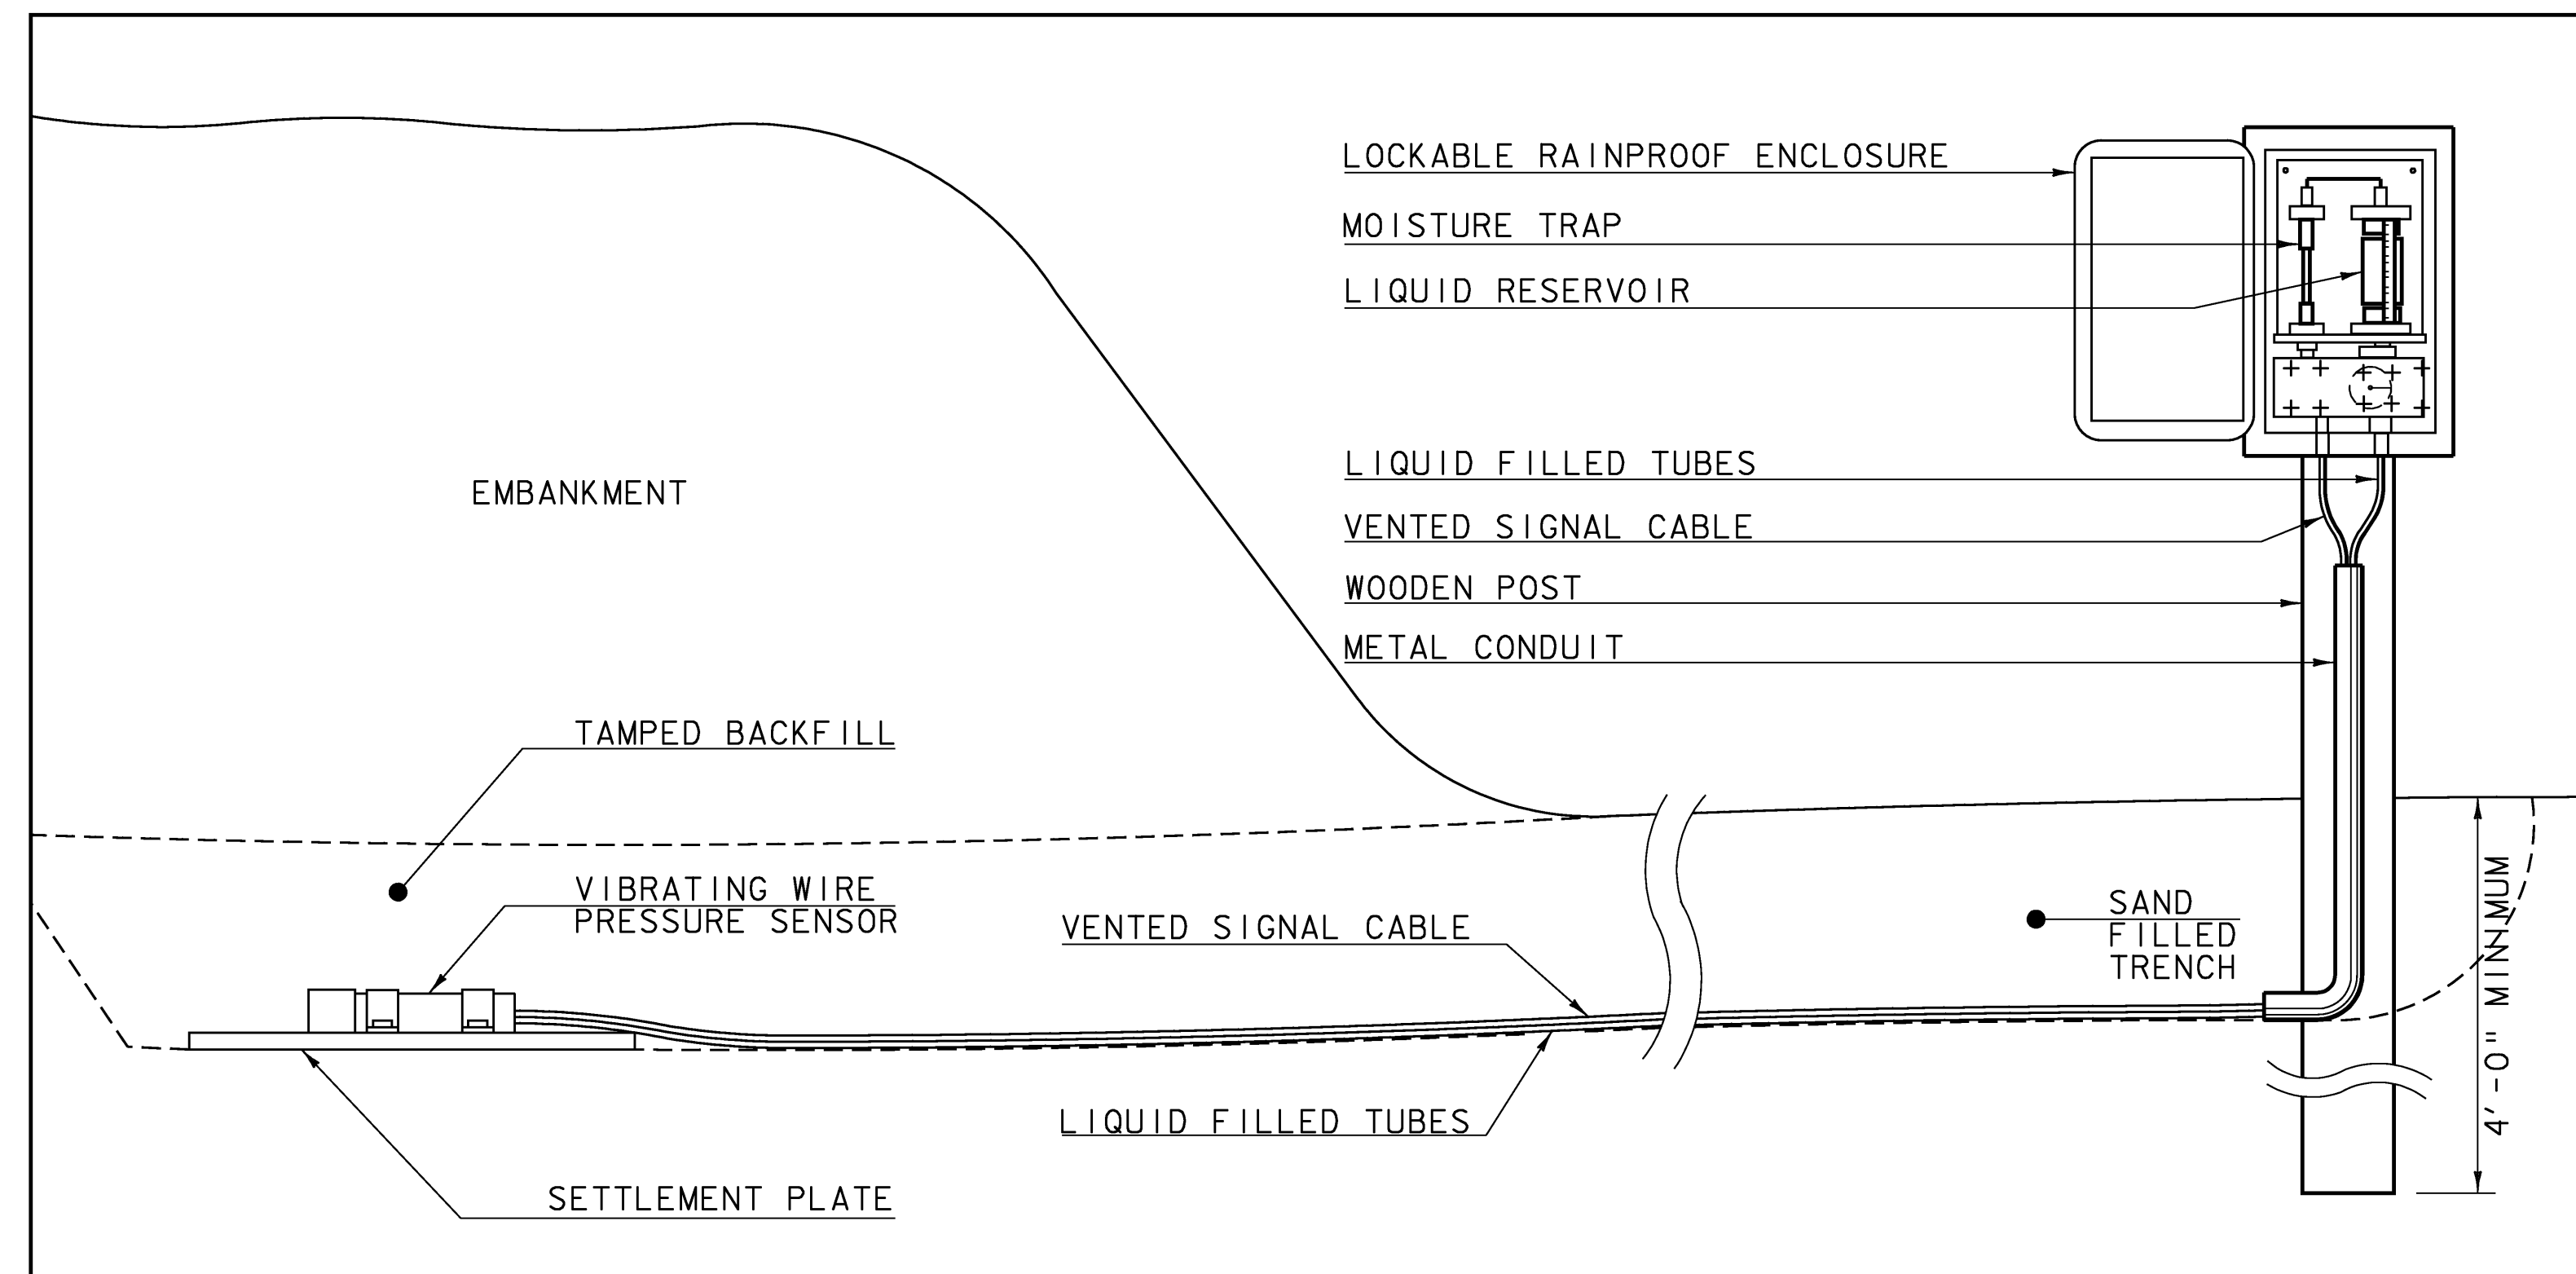 LOCKABLE RAINPROOF ENCLOSURE
MOISTURE TRAP
LIQUID RESERVOIR
LIQUID FILLED TUBES
EMBANKMENT
VENTED SIGNAL CABLE
WOODEN POST
METAL CONDUIT
TAMPED BACKFILL
VIBRATING WIRE
PRESSURE SENSOR
VENTED SIGNAL CABLE
SAND
FILLED
TRENCH
4'-0" MINIMUM
LIQUID FILLED TUBES
SETTLEMENT PLATE